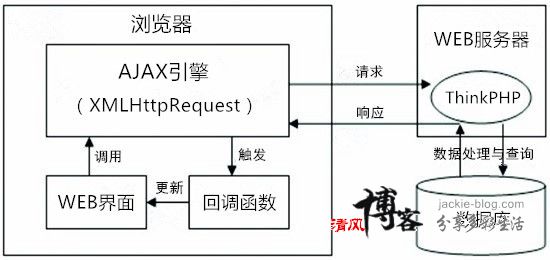 浏览器
WEB服务器
AJAX引擎
（XMLHttpRequest）
请求
ThinkPHP
响应
调用
触发
数据处理与查询
WEB界面
更新
回调函数
青风
博客
jackie-blog.com
数据库
分享多彩生活